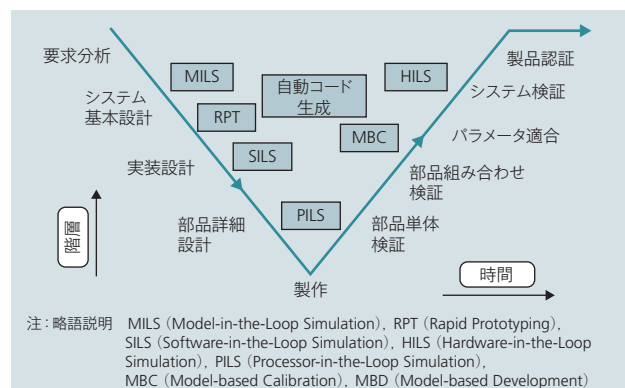 要求分析
システム
基本設計
実装設計
部品詳細
設計
製作
MILS
RPT
SILS
自動コード
生成
PILS
MBC
HILS
製品認証
システム検証
パラメータ適合
部品組み合わせ
検証
部品単体
検証
階層
時間
注：略語説明　MILS（Model-in-the-Loop Simulation），RPT（Rapid Prototyping），
SILS（Software-in-the-Loop Simulation），HILS（Hardware-in-the-Loop
Simulation），PILS（Processor-in-the-Loop Simulation），
MBC（Model-based Calibration），MBD（Model-based Development）